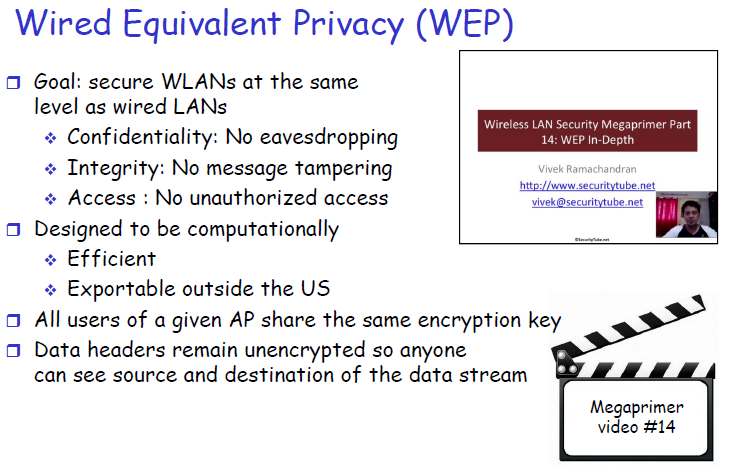 Wired Equivalent Privacy (WEP)
Goal: secure WLANs at the same
level as wired LANs
Confidentiality: No eavesdropping
Integrity: No message tampering
Access : No unauthorized access
Designed to be computationally
Efficient
Exportable outside the US
All users of a given AP share the same encryption key
Data headers remain unencrypted so anyone
can see source and destination of the data stream
Wireless LAN Security Megaprimer Part
14: WEP In-Depth
Vivek Ramachandran
http://www.securitytube.net
vivek@securitytube.net
©SecurityTube.net
Megaprimer
video #14